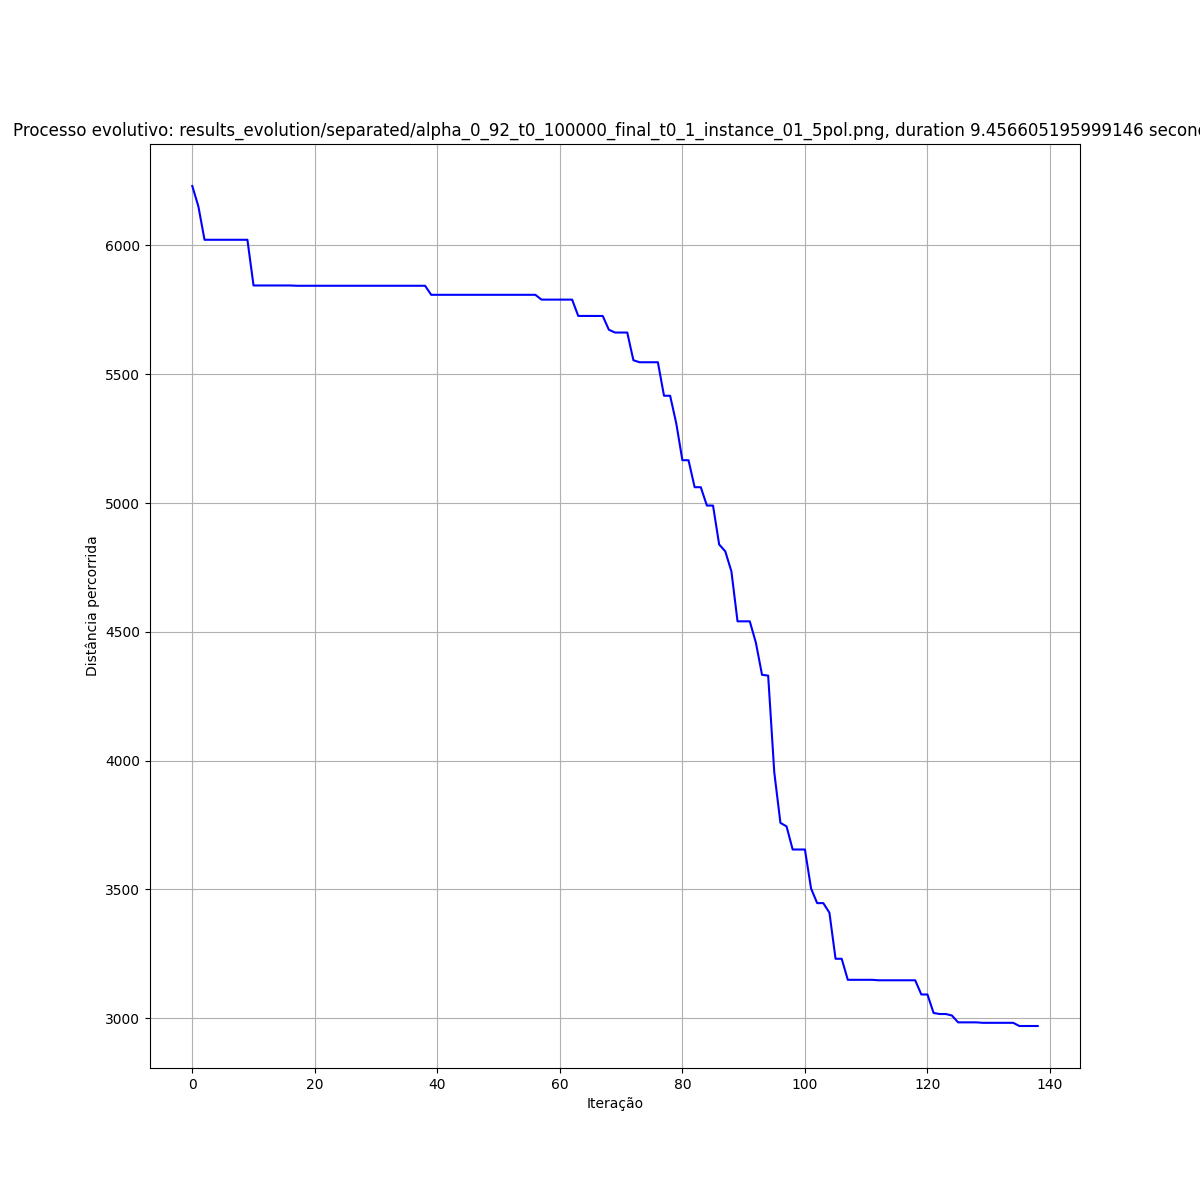 Processo evolutivo: results_evolution/separated/alpha_0_92_t0_100000_final_t0_1_instance_01_5pol.png, duration 9.456605195999146
6000
5500
5000
4500
4000
3500
3000
Distância percorrida
0 20 40 60 80 100 120 140
Iteração